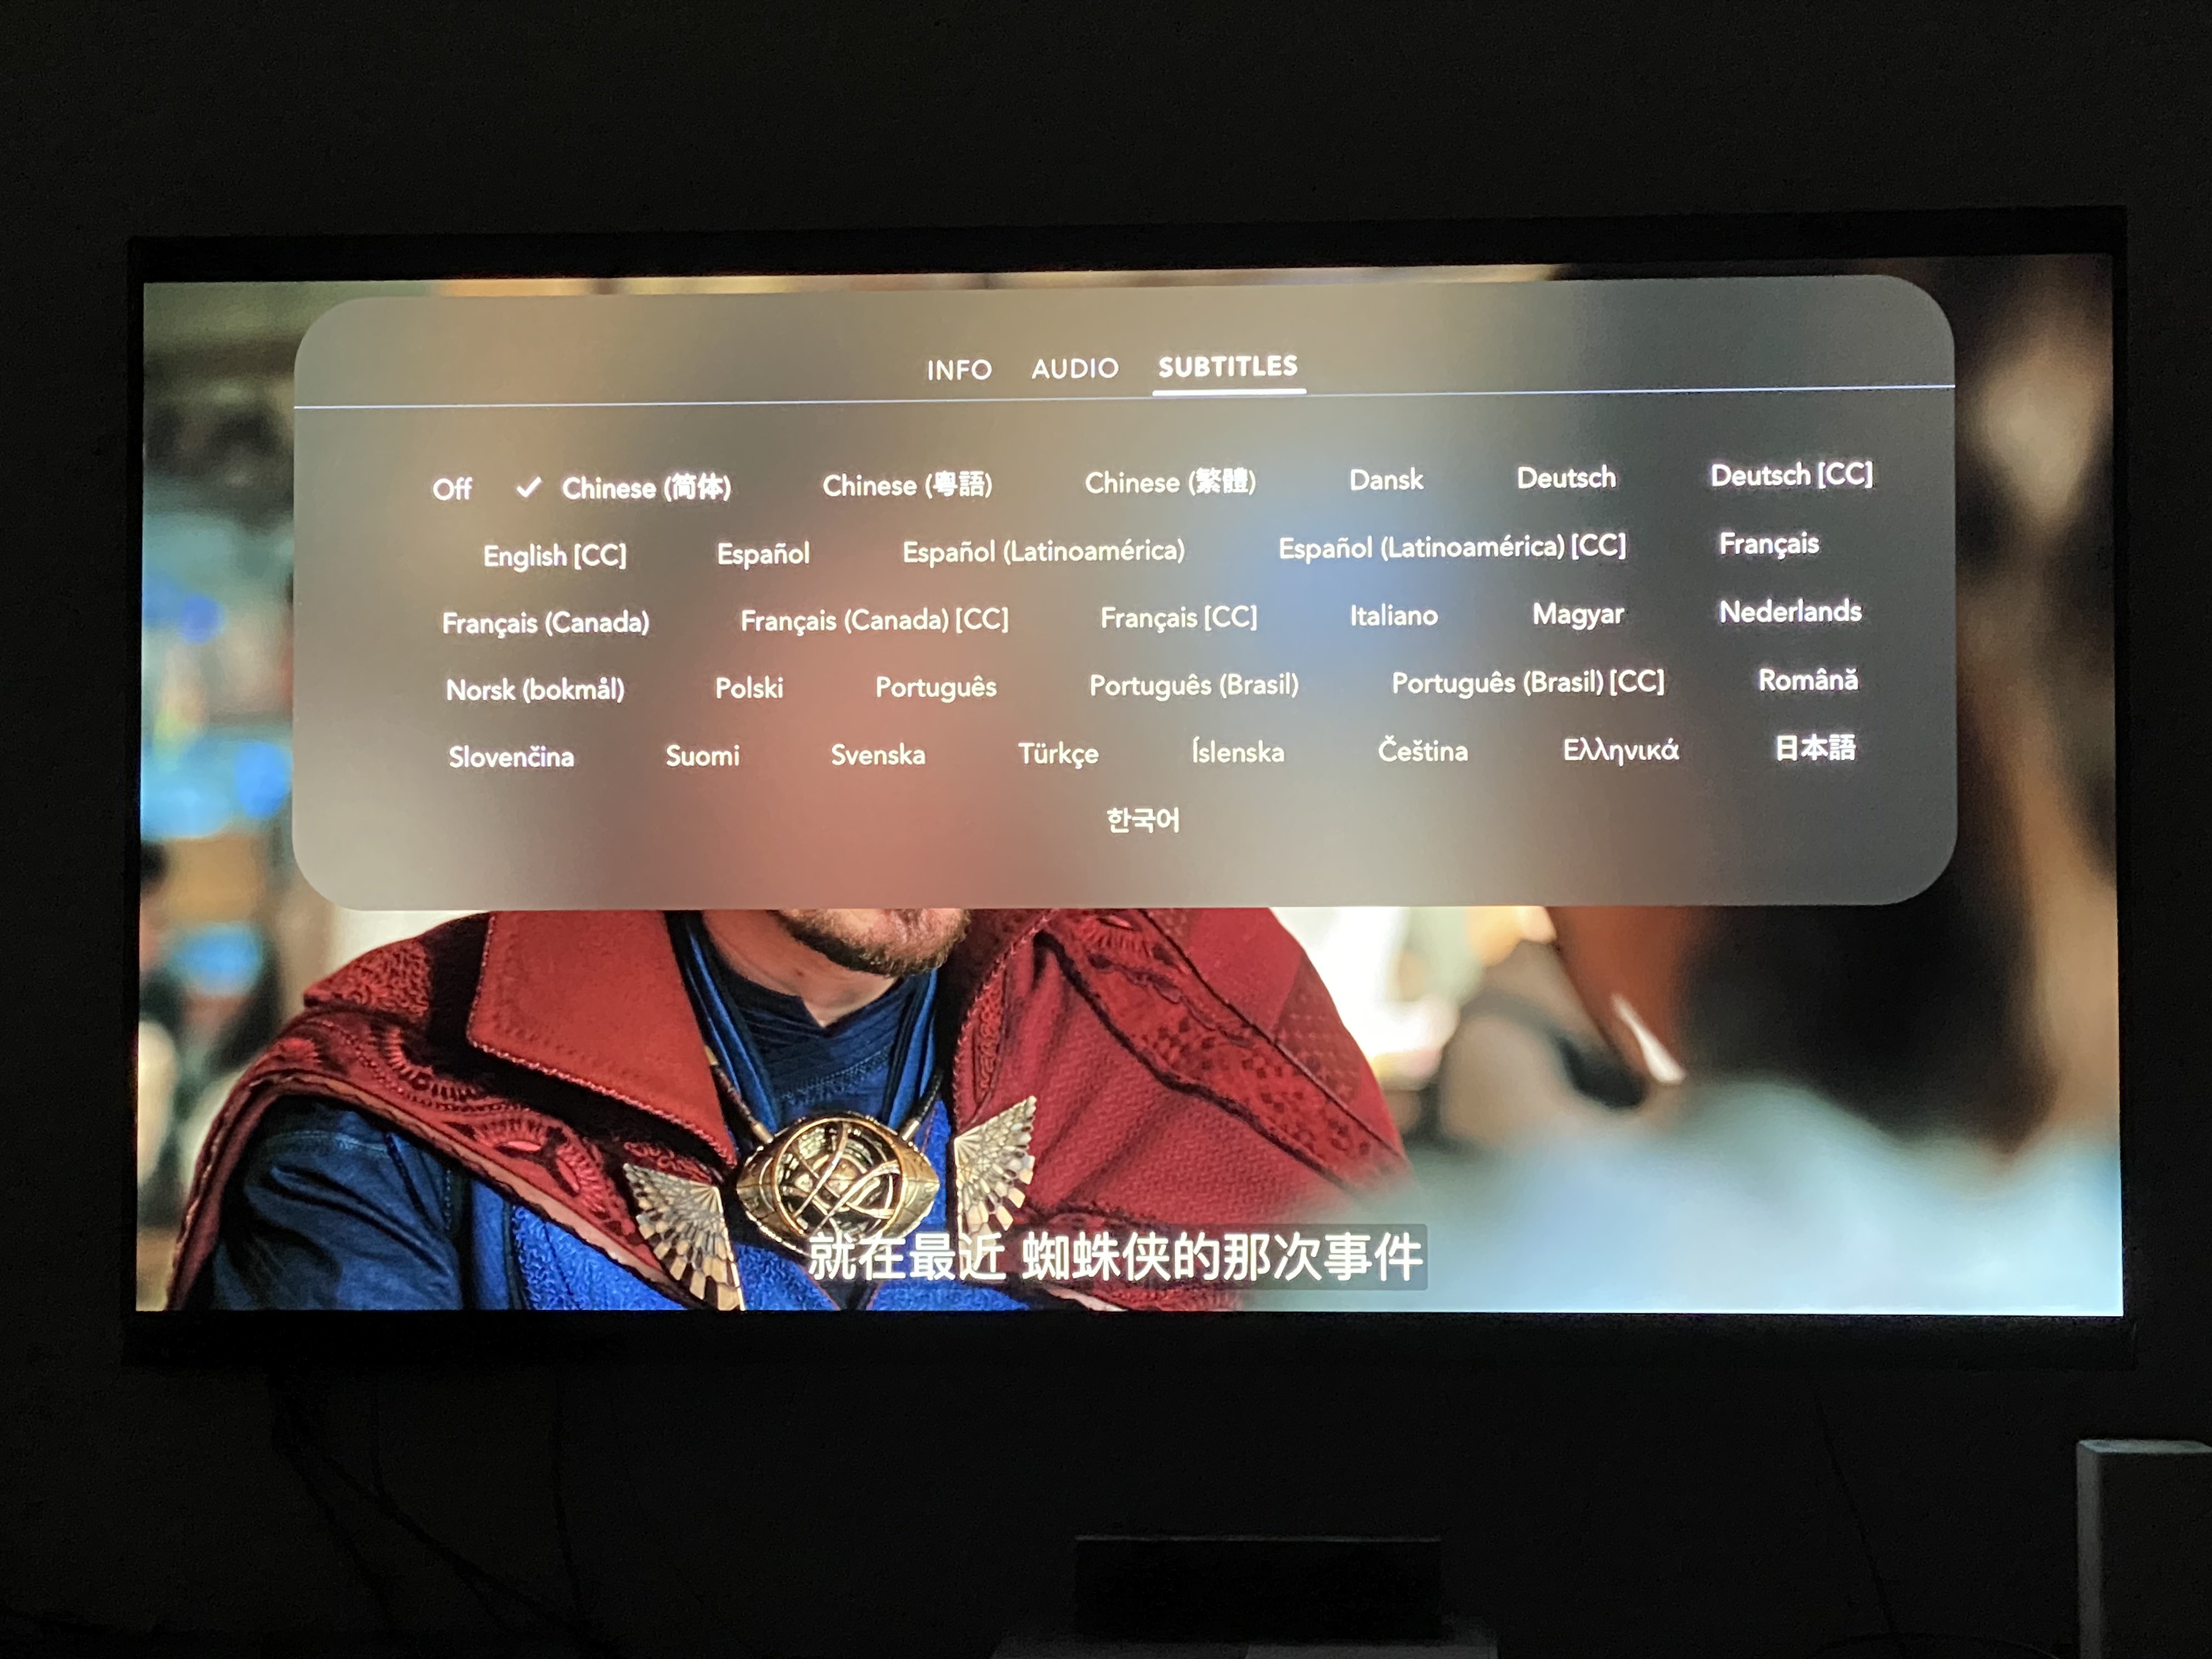 INFO AUDIO SUBTITLES
Off ✓ Chinese (简体) Chinese (粵語) Chinese (繁體) Dansk Deutsch Deutsch [CC]
English [CC] Español Español (Latinoamérica) Español (Latinoamérica) [CC] Français
Français (Canada) Français (Canada) [CC] Français [CC] Italiano Magyar Nederlands
Norsk (bokmål) Polski Português Português (Brasil) Português (Brasil) [CC] Română
Slovenčina Suomi Svenska Türkçe Íslenska Čeština Ελληνικά 日本語
한국어
就在最近 蜘蛛侠的那次事件